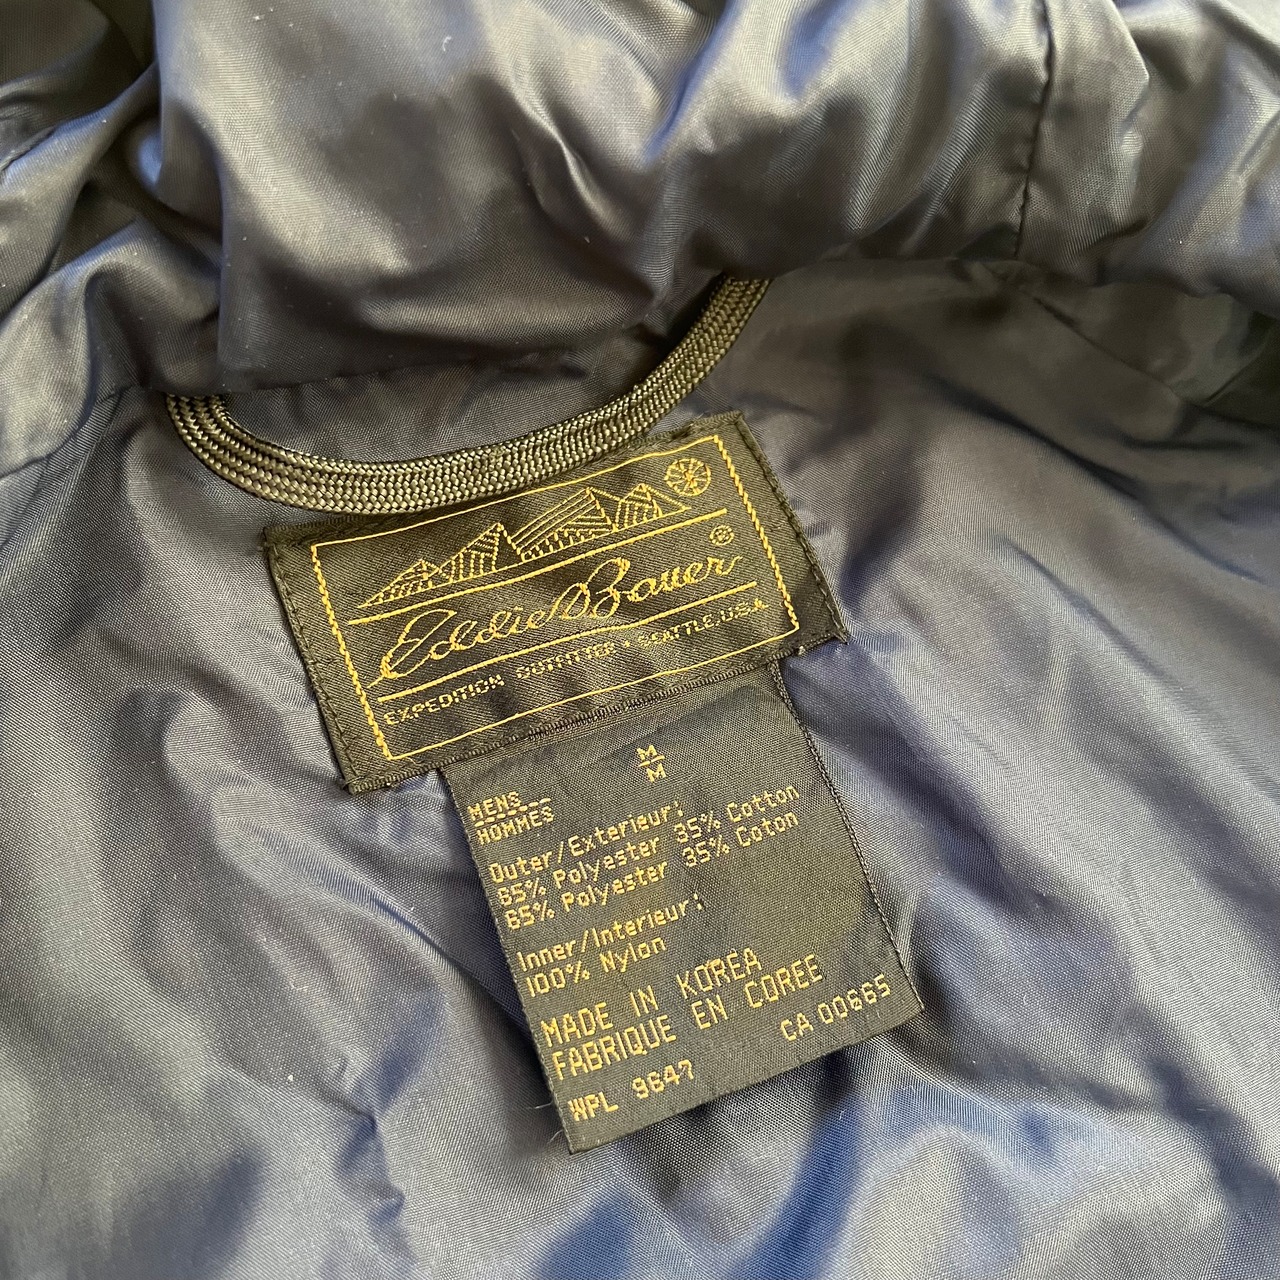 Eddie Bauer®
EXPEDITION OUTFITTER • SEATTLE, U.S.A.
M
M
MENS
HOMMES
Outer/Exterieur:
65% Polyester 35% Cotton
65% Polyester 35% Coton
Inner/Interieur:
100% Nylon
MADE IN KOREA
FABRIQUE EN COREE
WPL 9647 CA 00665